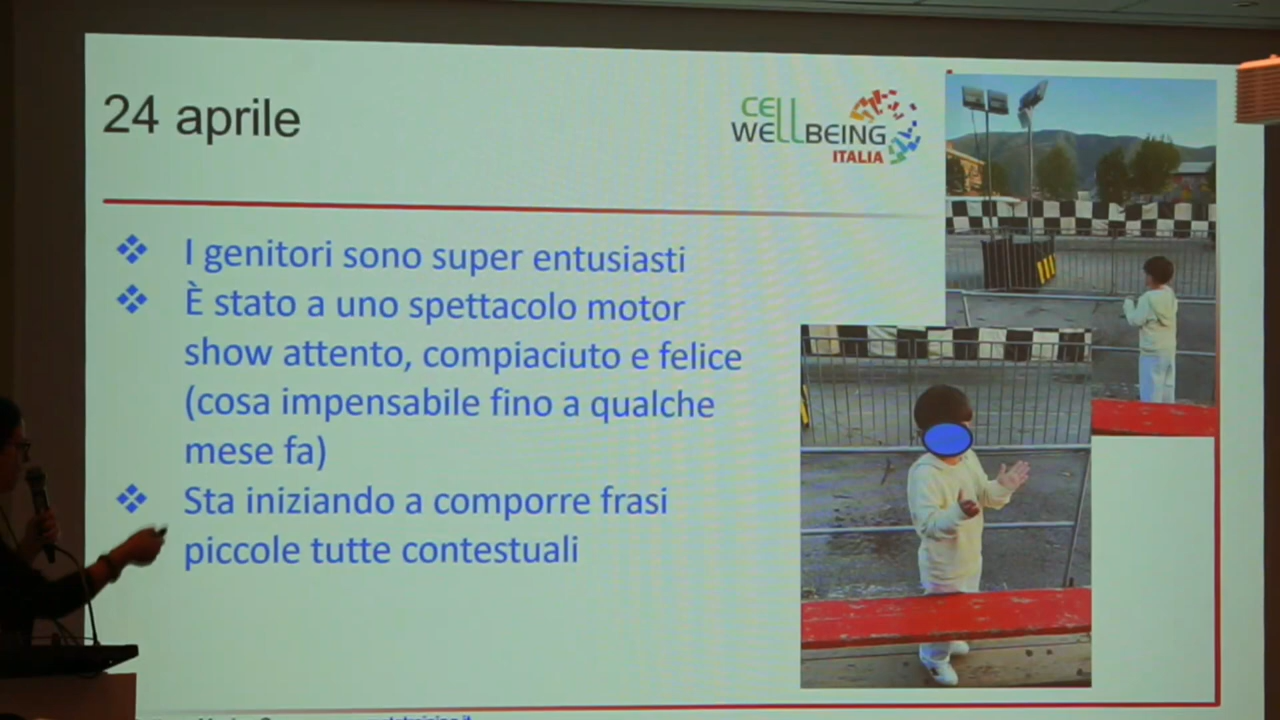 24 aprile
CELL
WELLBEING
ITALIA
I genitori sono super entusiasti
È stato a uno spettacolo motor
show attento, compiaciuto e felice
(cosa impensabile fino a qualche
mese fa)
Sta iniziando a comporre frasi
piccole tutte contestuali